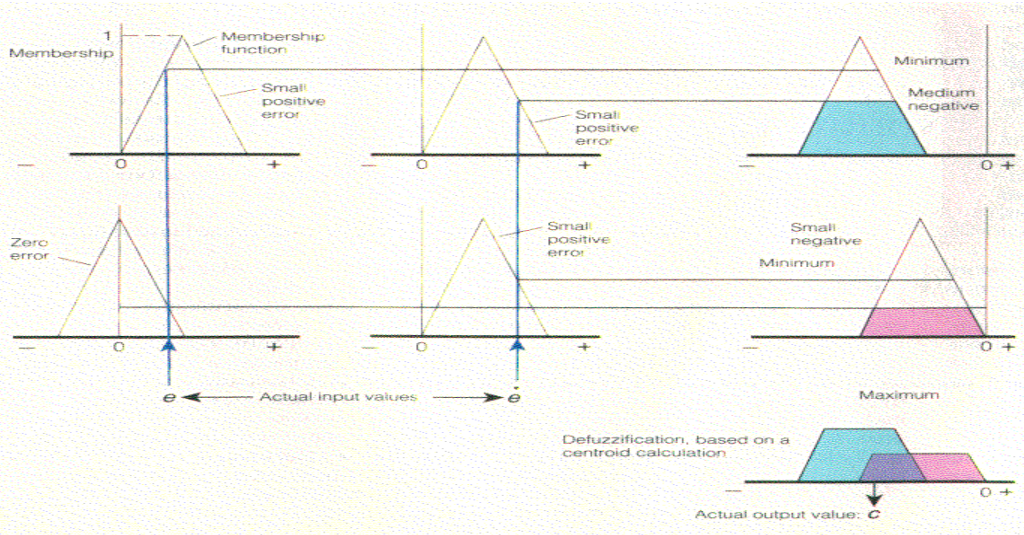 1
Membership
Membership
function
Small
positive
error
−
0
+
Small
positive
error
−
0
+
Minimum
Medium
negative
−
0 +
Zero
error
−
0
+
Small
positive
error
−
0
+
Small
negative
Minimum
−
0 +
e
Actual input values
ė
Maximum
Defuzzification, based on a
centroid calculation
−
0 +
Actual output value: C